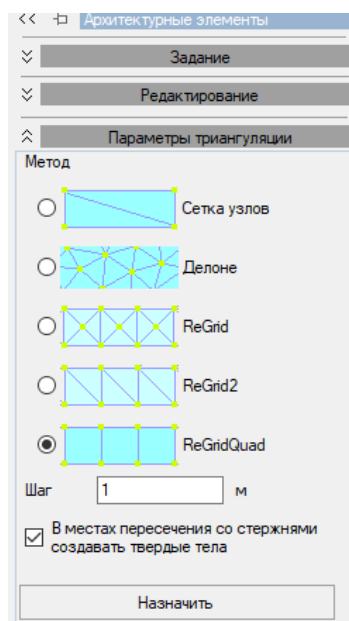 Архитектурные элементы
Задание
Редактирование
Параметры триангуляции
Метод
Сетка узлов
Делоне
ReGrid
ReGrid2
ReGridQuad
Шаг 1 м
В местах пересечения со стержнями
создавать твердые тела
Назначить